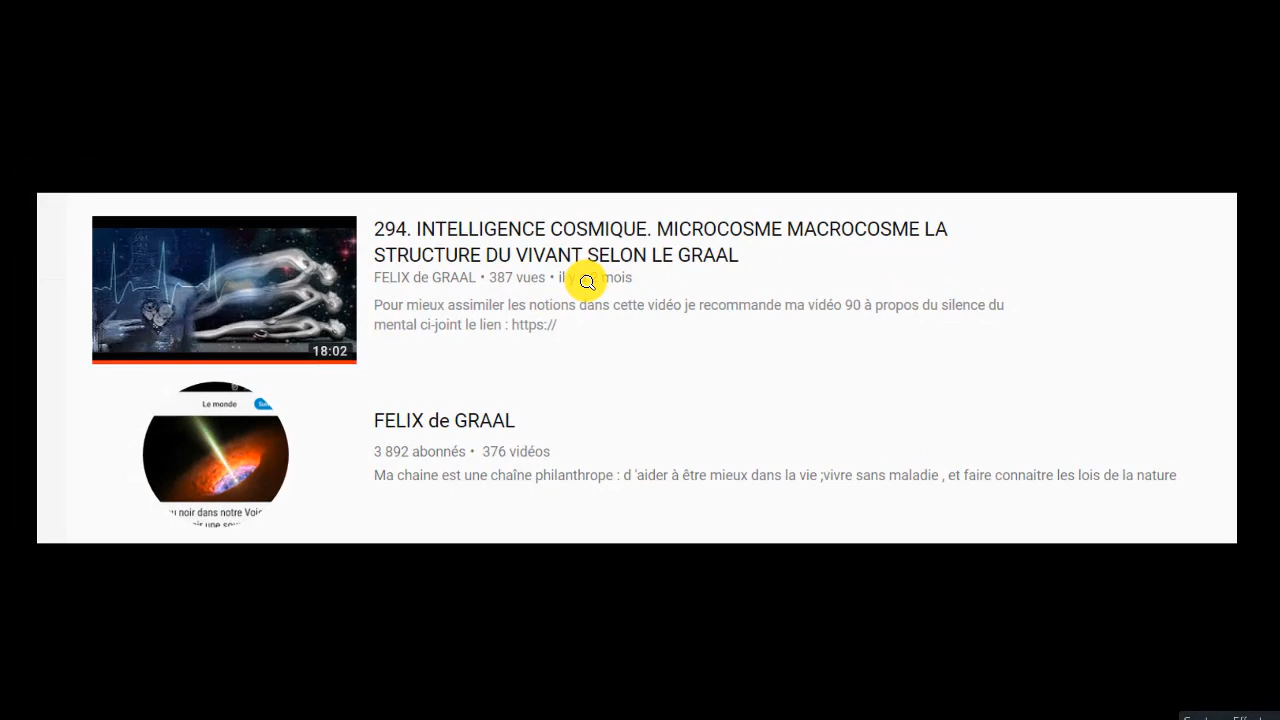 294. INTELLIGENCE COSMIQUE. MICROCOSME MACROCOSME LA
STRUCTURE DU VIVANT SELON LE GRAAL
FELIX de GRAAL • 387 vues • il mois
Pour mieux assimiler les notions dans cette vidéo je recommande ma vidéo 90 à propos du silence du
mental ci-joint le lien : https://
18:02
Le monde
FELIX de GRAAL
3 892 abonnés • 376 vidéos
Ma chaine est une chaîne philanthrope : d 'aider à être mieux dans la vie ;vivre sans maladie , et faire connaitre les lois de la nature
noir dans notre